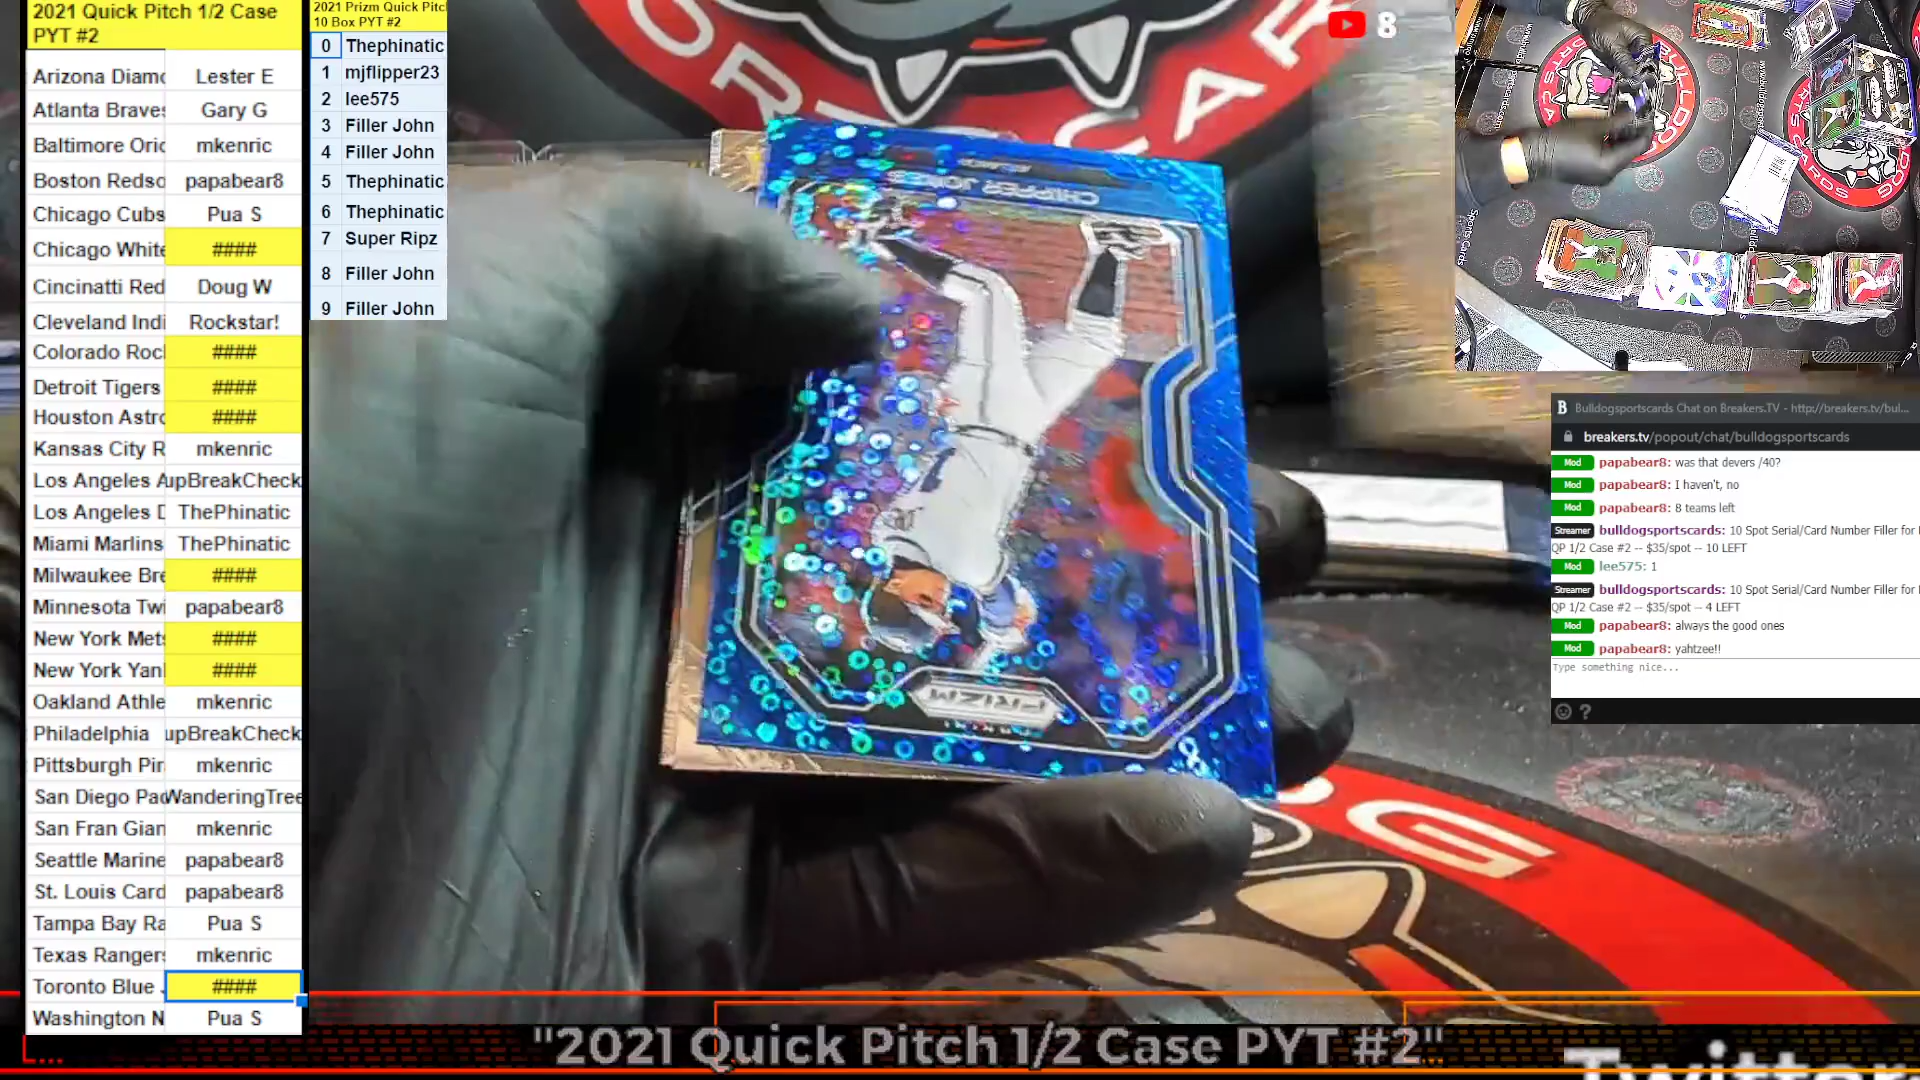 2021 Quick Pitch 1/2 Case
PYT #2
Arizona Diamo Lester E
Atlanta Braves Gary G
Baltimore Oric mkenric
Boston Redso papabear8
Chicago Cubs Pua S
Chicago White ####
Cincinatti Red Doug W
Cleveland Indi Rockstar!
Colorado Roc ####
Detroit Tigers ####
Houston Astro ####
Kansas City R mkenric
Los Angeles A upBreakCheck
Los Angeles D ThePhinatic
Miami Marlins ThePhinatic
Milwaukee Bre ####
Minnesota Twi papabear8
New York Mets ####
New York Yan ####
Oakland Athle mkenric
Philadelphia upBreakCheck
Pittsburgh Pir mkenric
San Diego Pad WanderingTree
San Fran Gian mkenric
Seattle Marine papabear8
St. Louis Card papabear8
Tampa Bay Ra Pua S
Texas Rangers mkenric
Toronto Blue J ####
Washington N Pua S
2021 Prizm Quick Pitc
10 Box PYT #2
0 Thephinatic
1 mjflipper23
2 lee575
3 Filler John
4 Filler John
5 Thephinatic
6 Thephinatic
7 Super Ripz
8 Filler John
9 Filler John
CHIPPER JONES
PRIZM
8
Bulldogsportscards Chat on Breakers.TV - http://breakers.tv/bul...
breakers.tv/popout/chat/bulldogsportscards
Mod papabear8: was that devers /40?
Mod papabear8: I haven't, no
Mod papabear8: 8 teams left
Streamer bulldogsportscards: 10 Spot Serial/Card Number Filler for
QP 1/2 Case #2 -- $35/spot -- 10 LEFT
Mod lee575: 1
Streamer bulldogsportscards: 10 Spot Serial/Card Number Filler for
QP 1/2 Case #2 -- $35/spot -- 4 LEFT
Mod papabear8: always the good ones
Mod papabear8: yahtzee!!
Type something nice...
"2021 Quick Pitch 1/2 Case PYT #2"
Twitter